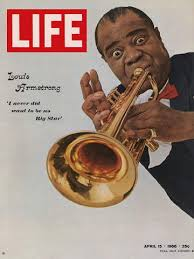 LIFE
Louis
Armstrong
'I never did
want to be no
Big Star'
APRIL 15 • 1966 • 35¢